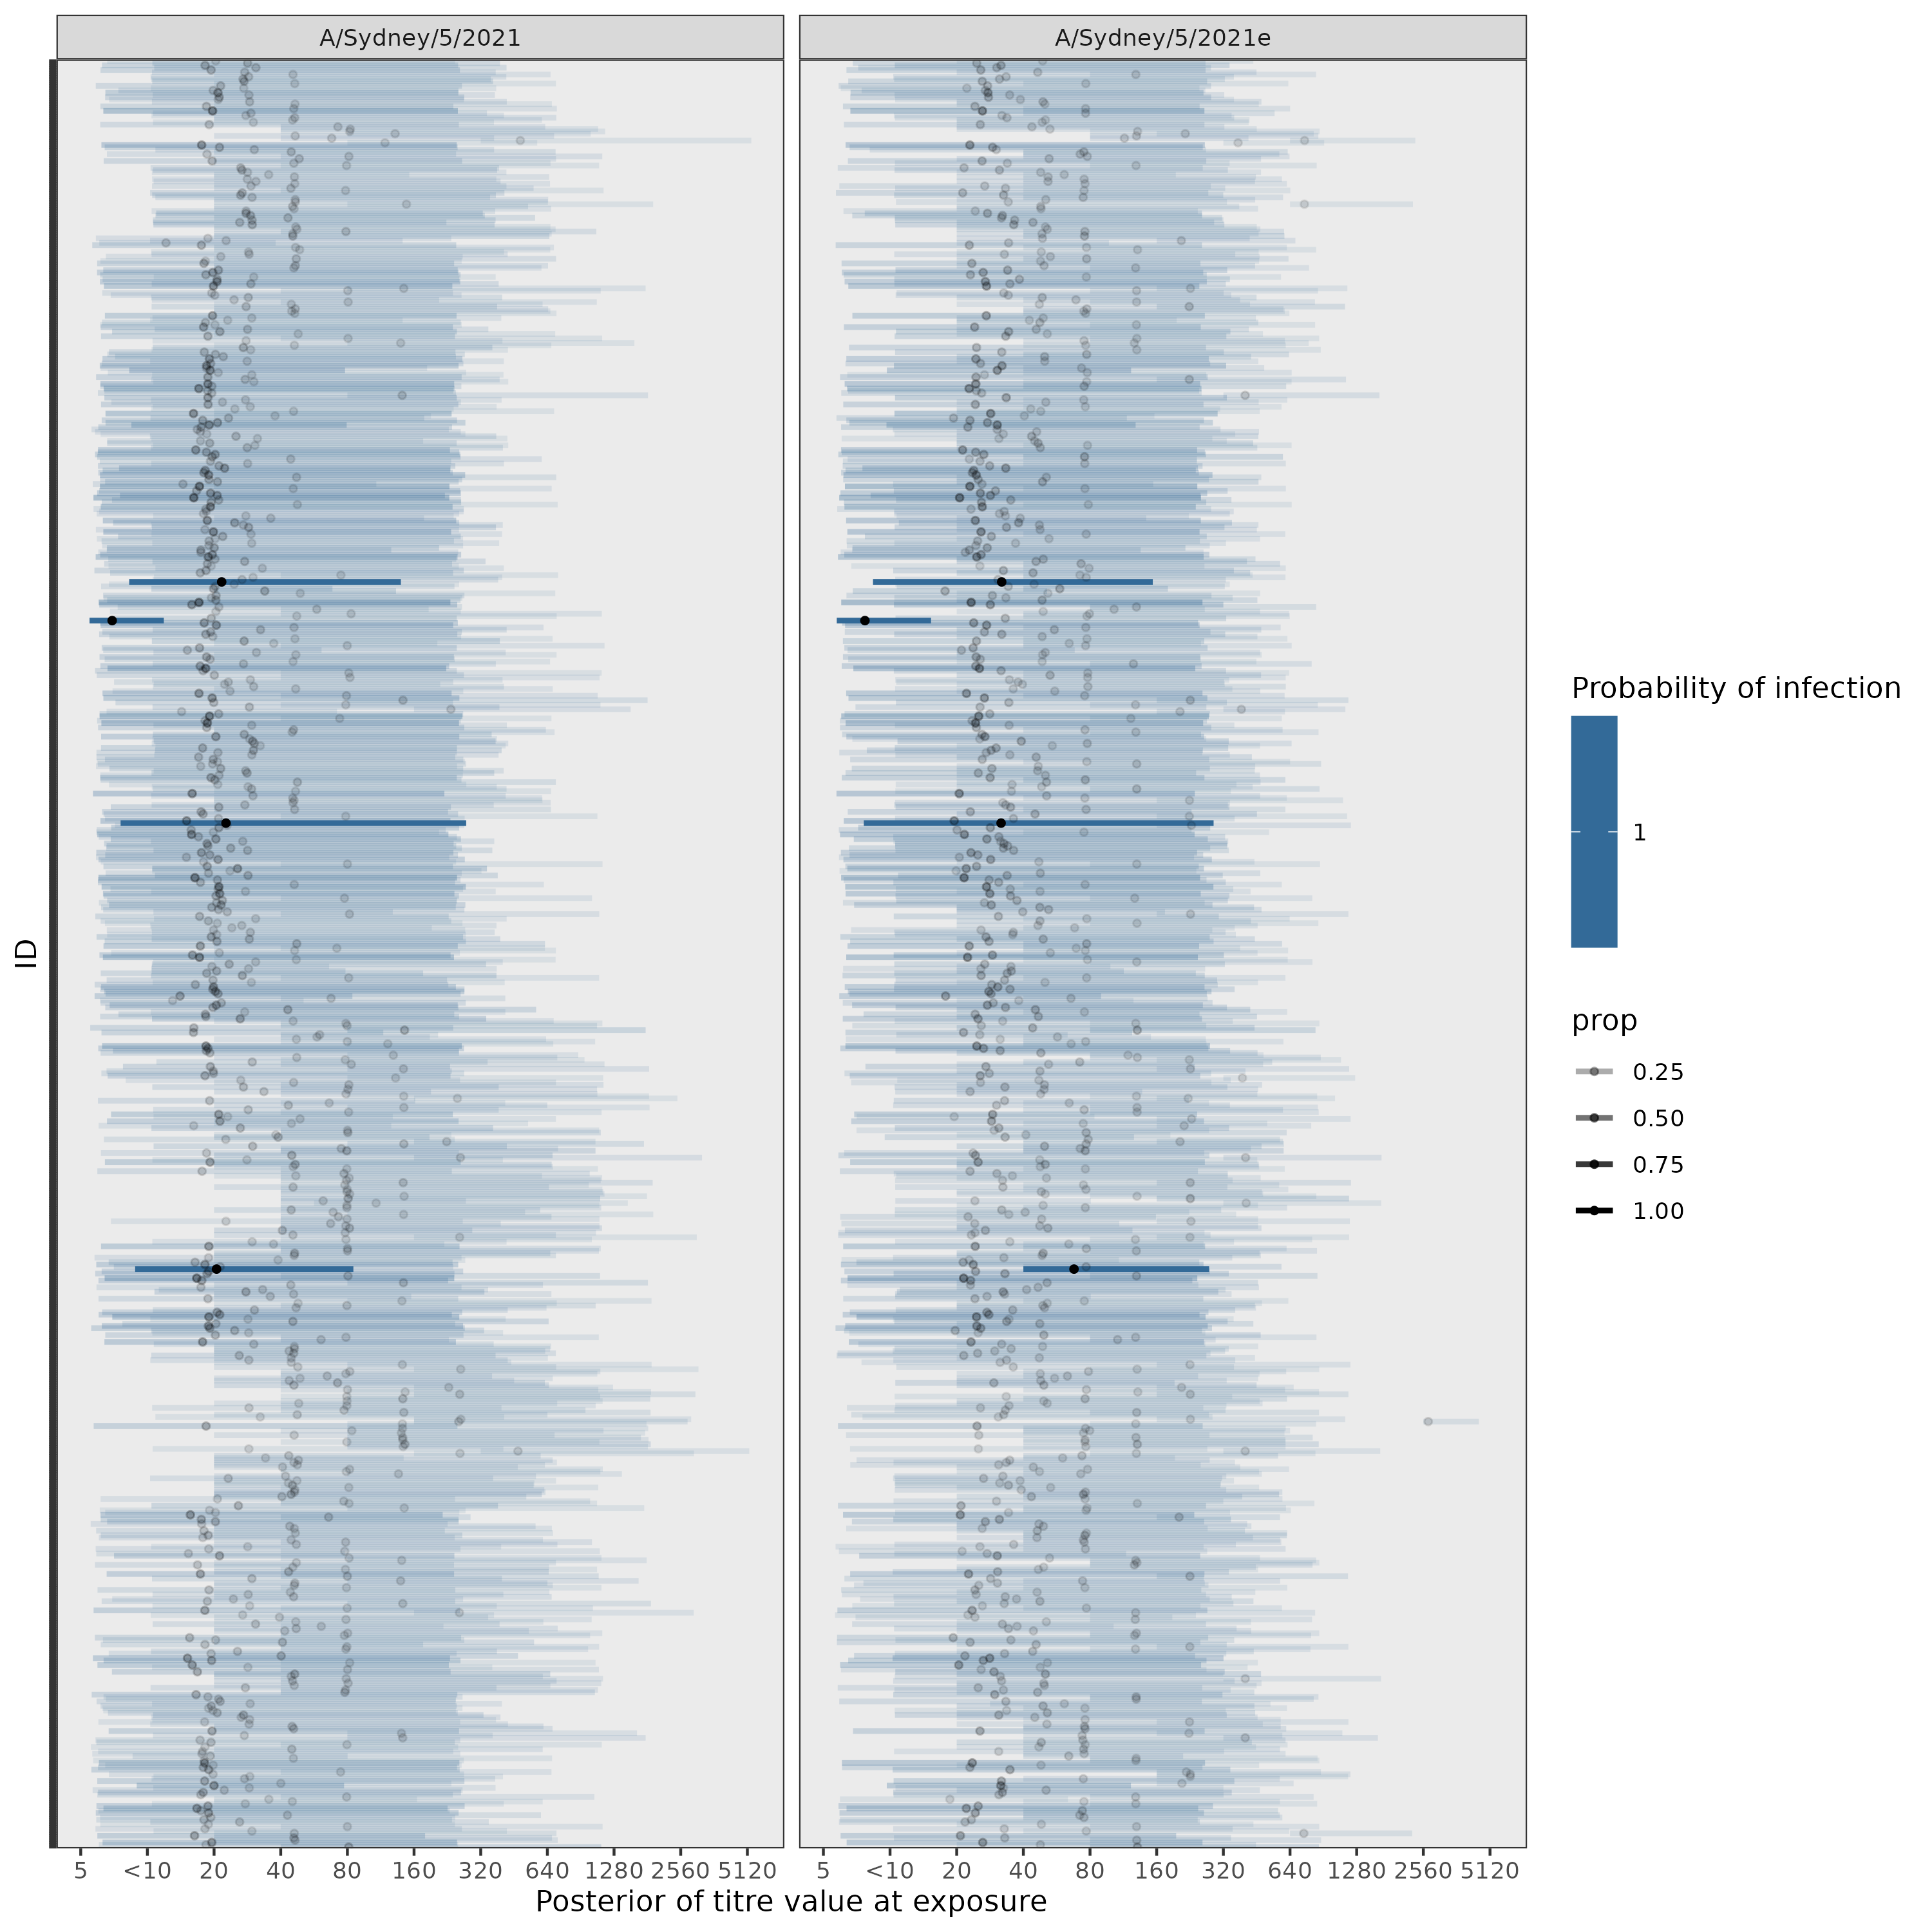 A/Sydney/5/2021
A/Sydney/5/2021e
ID
5 <10 20 40 80 160 320 640 1280 2560 5120
5 <10 20 40 80 160 320 640 1280 2560 5120
Posterior of titre value at exposure
Probability of infection
1
prop
0.25
0.50
0.75
1.00